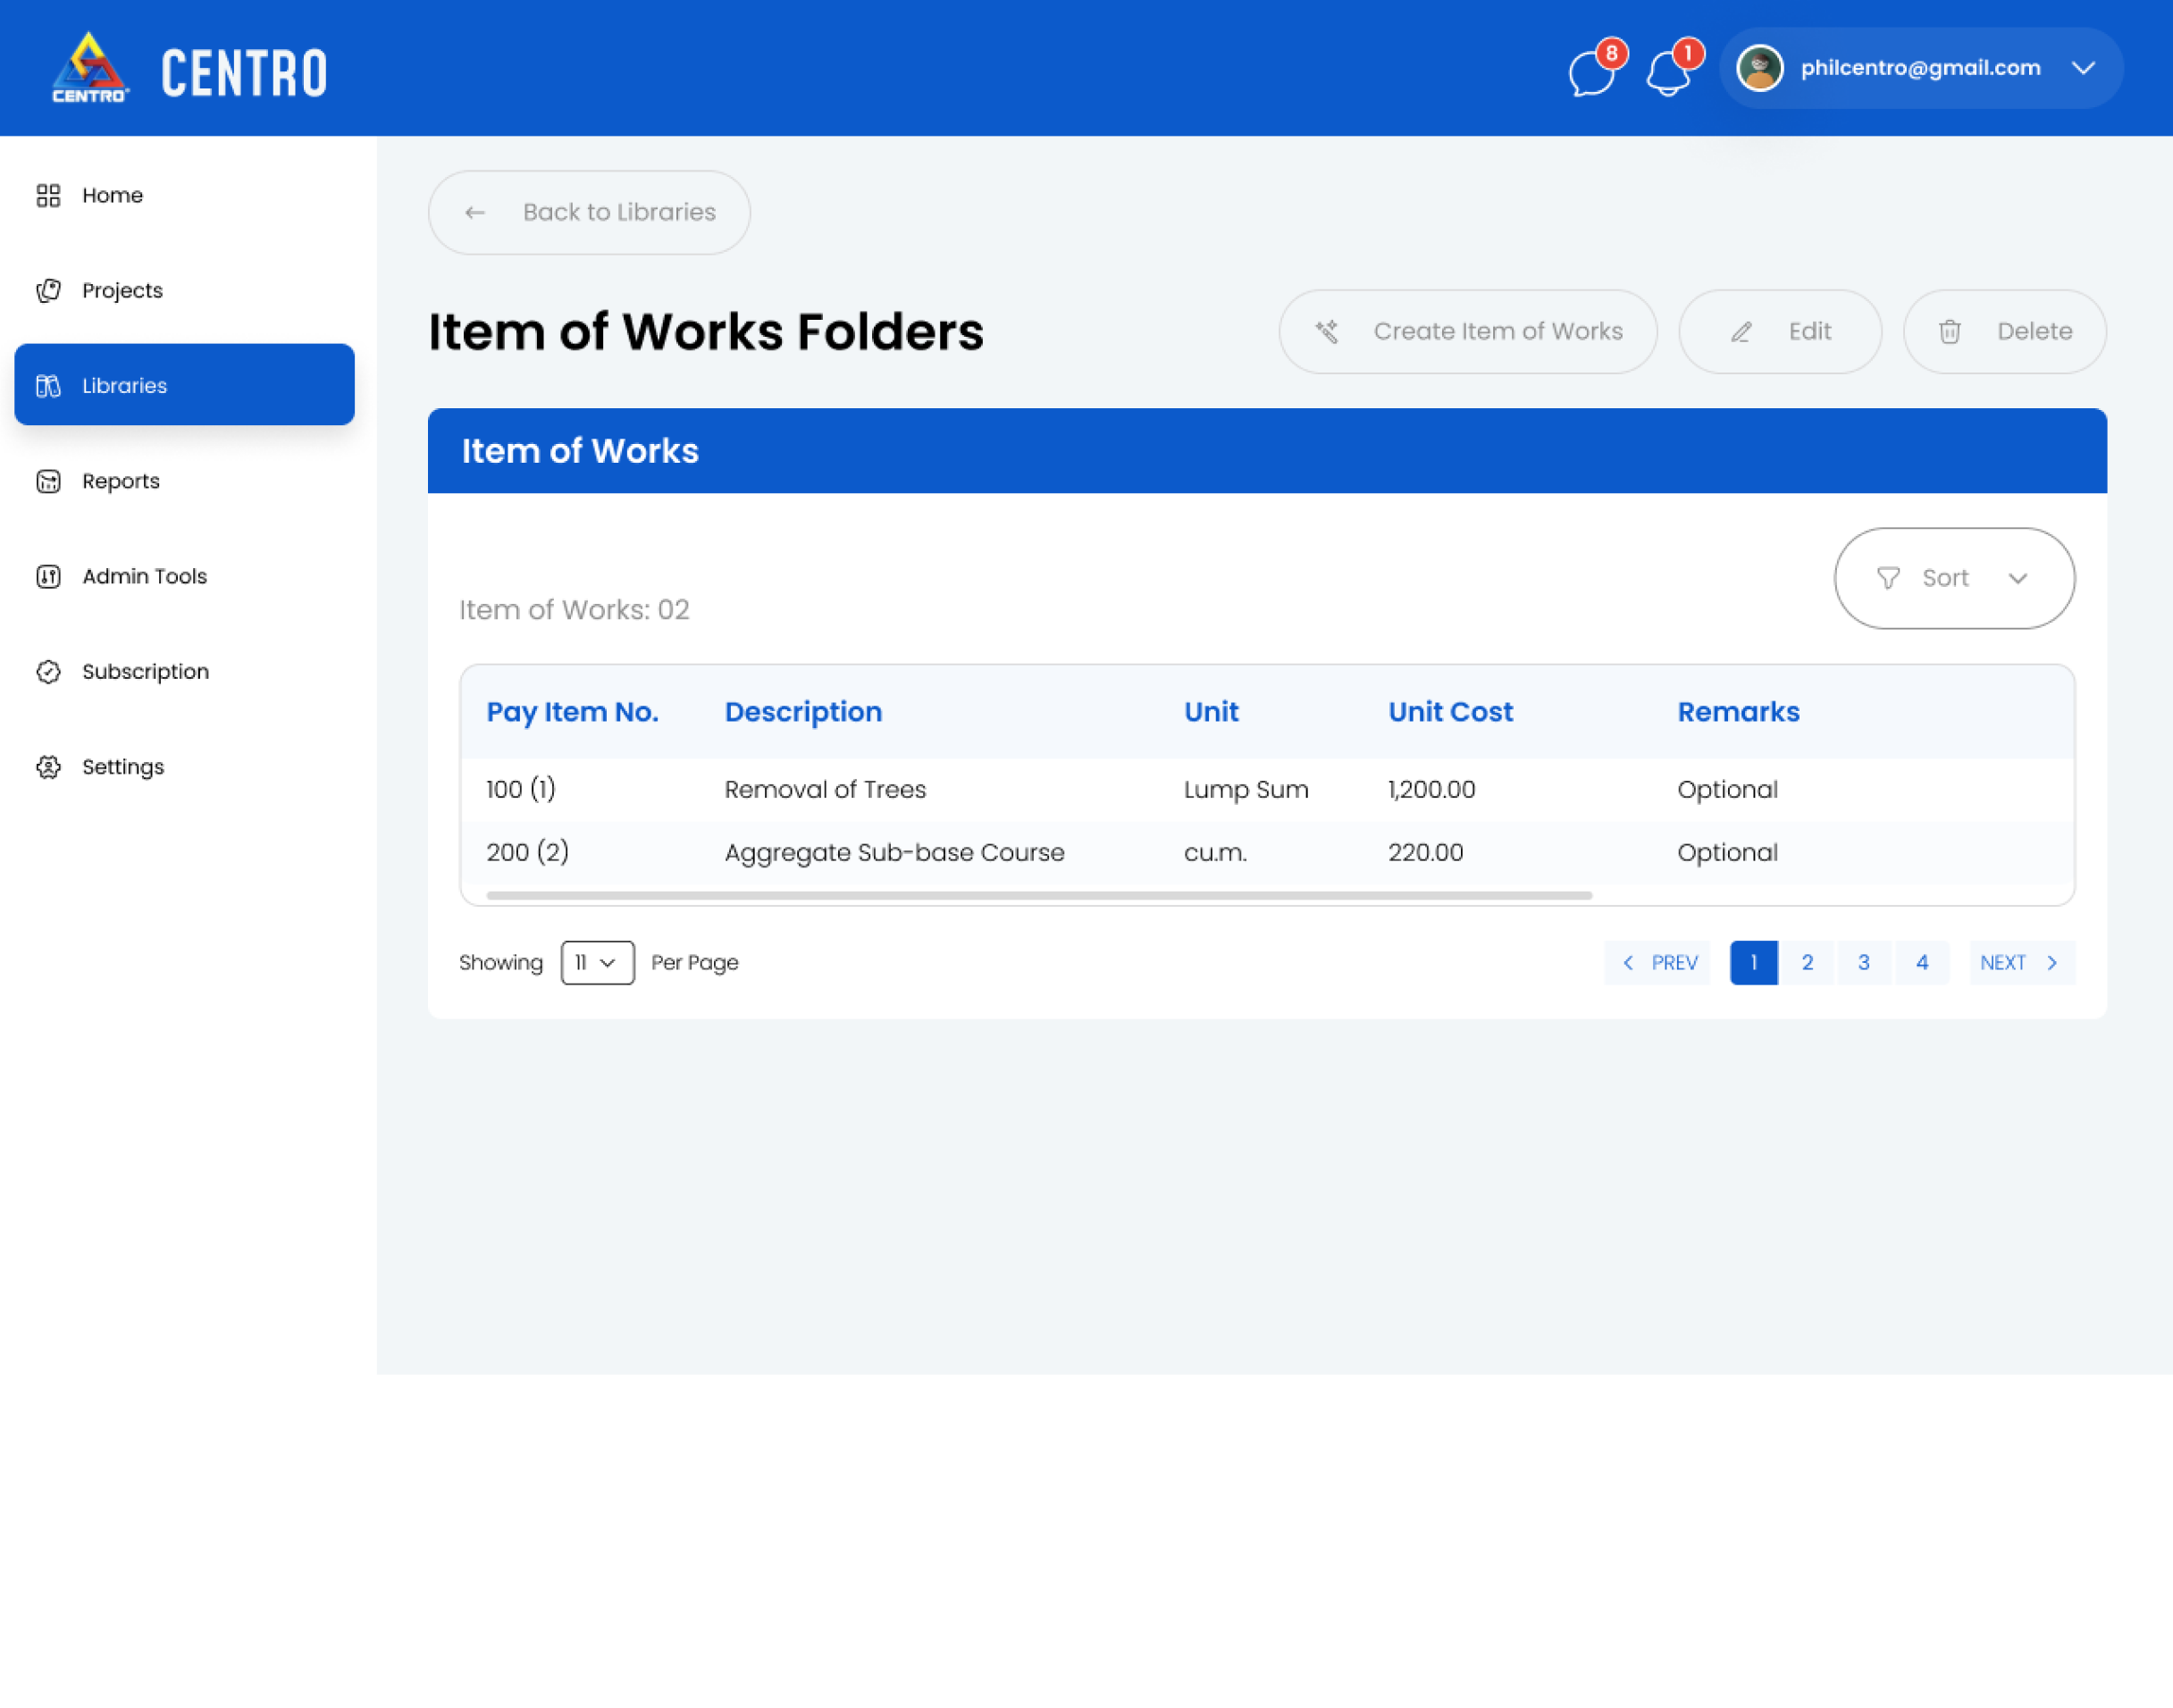 CENTRO
CENTRO
8
1
philcentro@gmail.com
Home
Projects
Libraries
Reports
Admin Tools
Subscription
Settings
Back to Libraries
Item of Works Folders
Create Item of Works
Edit
Delete
Item of Works
Sort
Item of Works: 02
Pay Item No. Description Unit Unit Cost Remarks
100 (1) Removal of Trees Lump Sum 1,200.00 Optional
200 (2) Aggregate Sub-base Course cu.m. 220.00 Optional
Showing 11 Per Page
PREV 1 2 3 4 NEXT